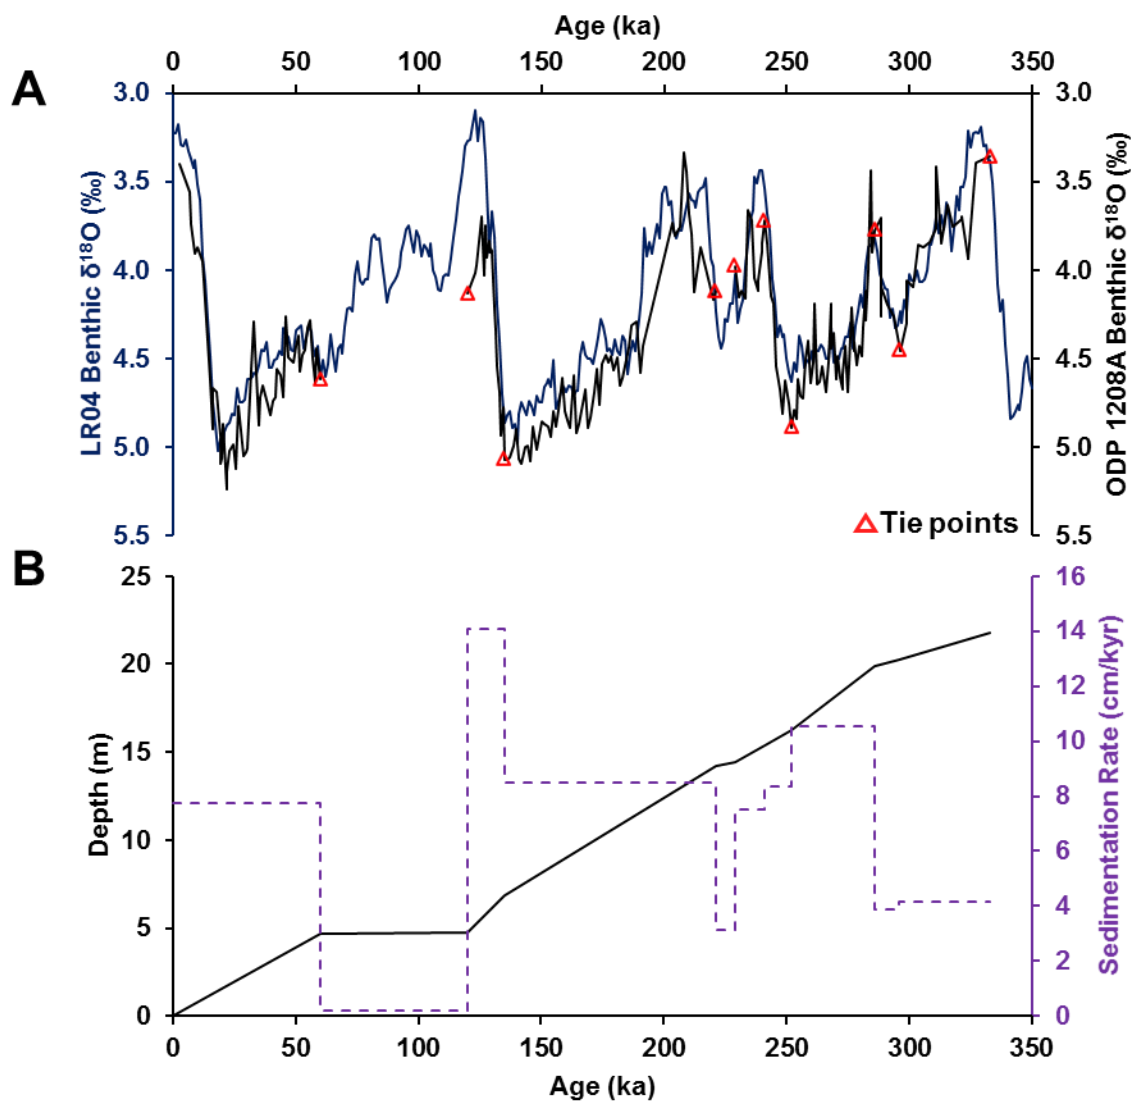 Age (ka)
0 50 100 150 200 250 300 350
A
3.0
3.5
4.0
4.5
5.0
5.5
LR04 Benthic δ¹⁸O (‰)
3.0
3.5
4.0
4.5
5.0
5.5
ODP 1208A Benthic δ¹⁸O (‰)
Tie points
B
25
20
15
10
5
0
Depth (m)
16
14
12
10
8
6
4
2
0
Sedimentation Rate (cm/kyr)
0 50 100 150 200 250 300 350
Age (ka)